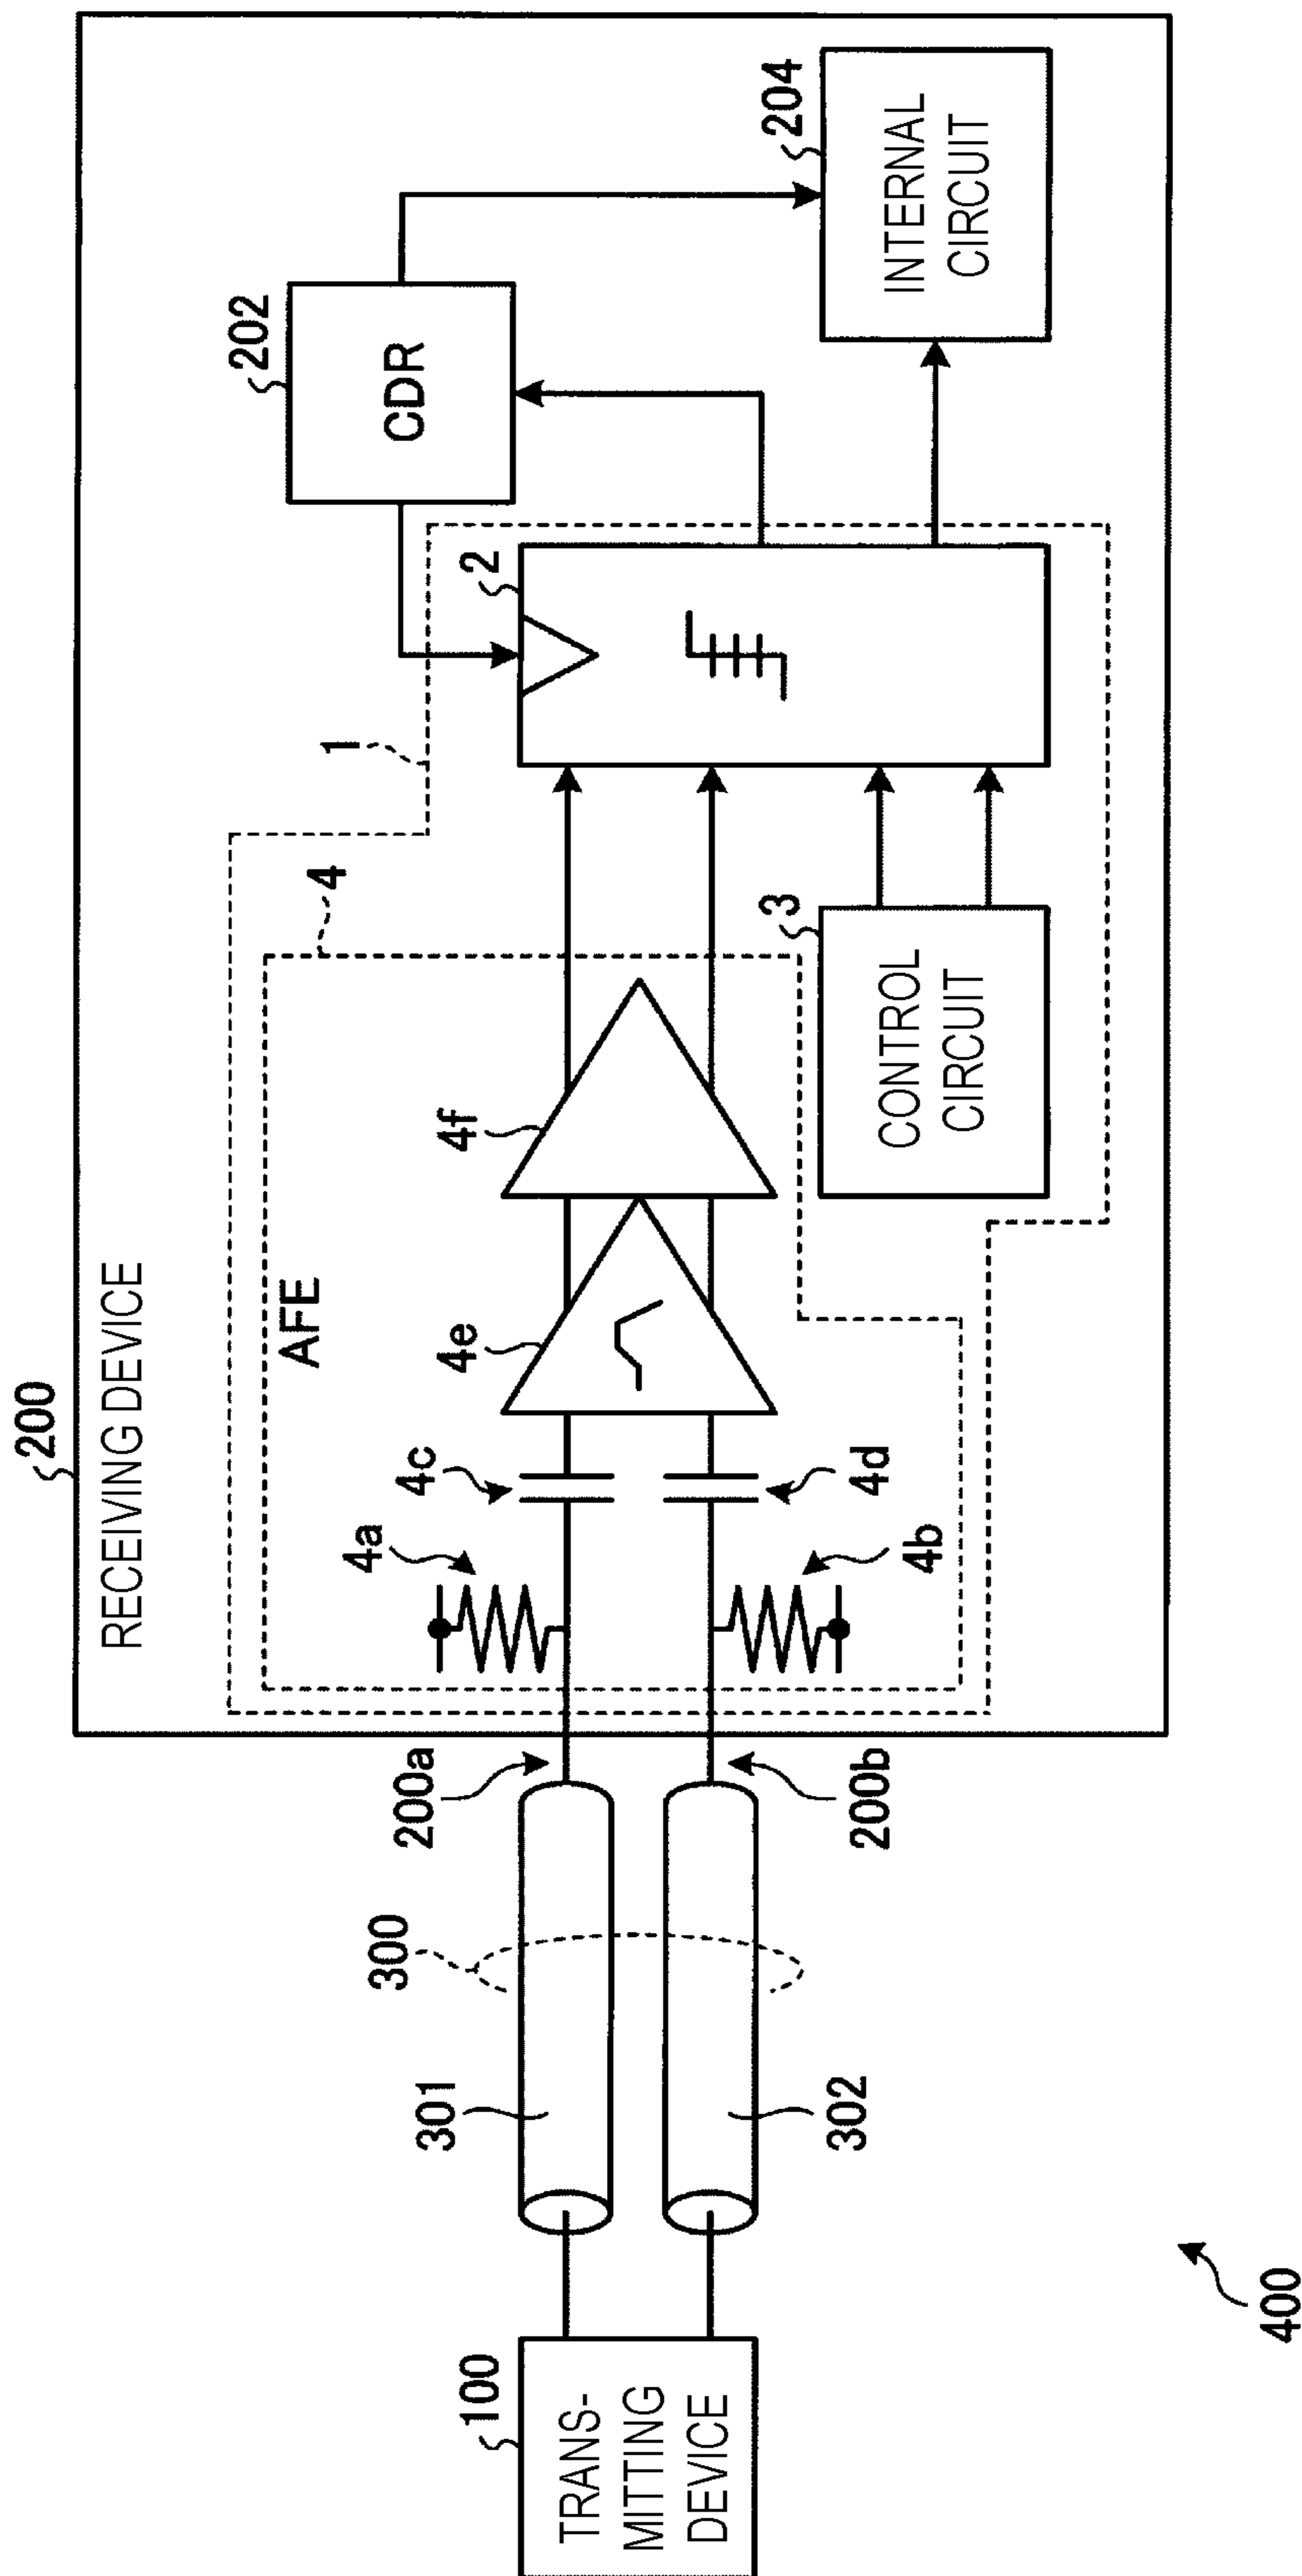 200
RECEIVING DEVICE
AFE
4
1
202
CDR
204
INTERNAL
CIRCUIT
2
4a
4c
4e
4f
4b
4d
3
CONTROL
CIRCUIT
200a
200b
300
301
302
100
TRANS-
MITTING
DEVICE
400